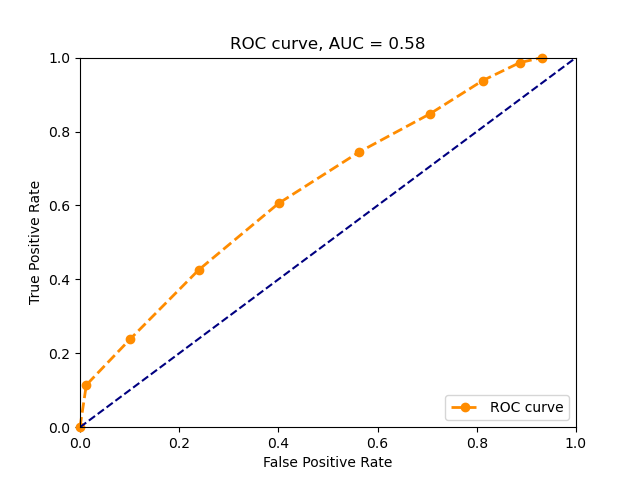 ROC curve, AUC = 0.58
True Positive Rate
1.0
0.8
0.6
0.4
0.2
0.0
ROC curve
0.0 0.2 0.4 0.6 0.8 1.0
False Positive Rate